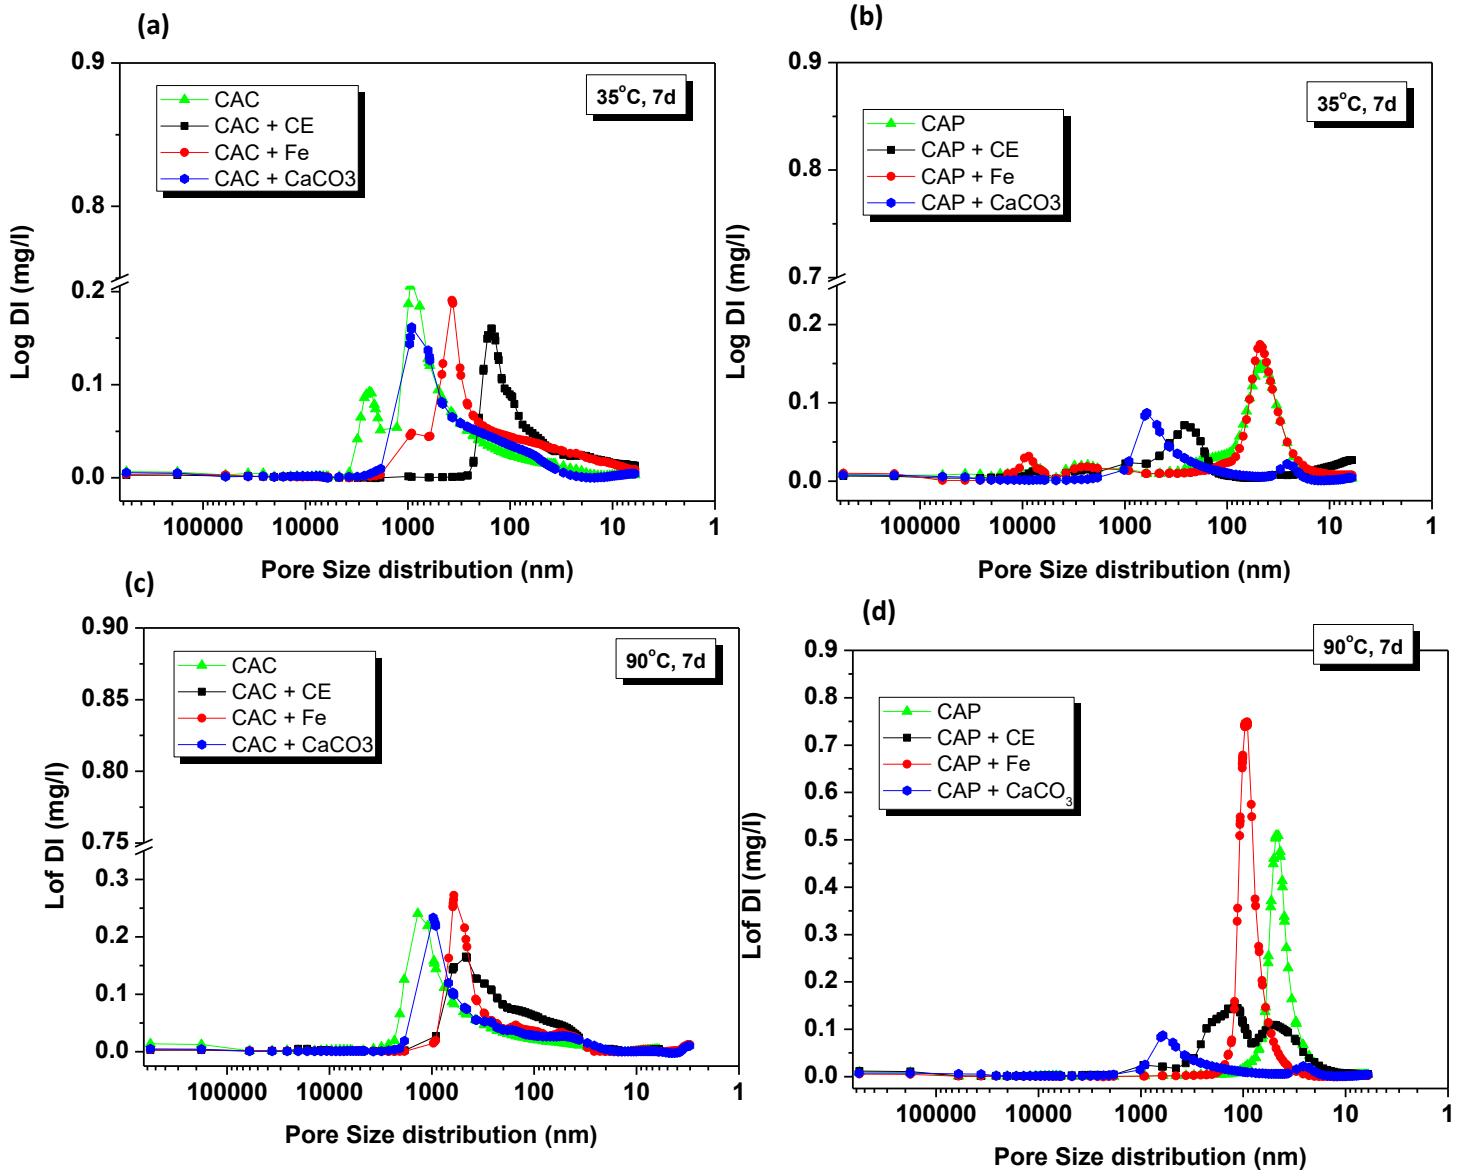 (a)
0.9
0.8
0.2
0.1
0.0
Log DI (mg/l)
CAC
CAC + CE
CAC + Fe
CAC + CaCO3
35°C, 7d
100000 10000 1000 100 10 1
Pore Size distribution (nm)
(b)
0.9
0.8
0.7
0.2
0.1
0.0
Log DI (mg/l)
CAP
CAP + CE
CAP + Fe
CAP + CaCO3
35°C, 7d
100000 10000 1000 100 10 1
Pore Size distribution (nm)
(c)
0.90
0.85
0.80
0.75
0.3
0.2
0.1
0.0
Lof DI (mg/l)
CAC
CAC + CE
CAC + Fe
CAC + CaCO3
90°C, 7d
100000 10000 1000 100 10 1
Pore Size distribution (nm)
(d)
0.9
0.8
0.7
0.6
0.5
0.4
0.3
0.2
0.1
0.0
Lof DI (mg/l)
CAP
CAP + CE
CAP + Fe
CAP + CaCO₃
90°C, 7d
100000 10000 1000 100 10 1
Pore Size distribution (nm)